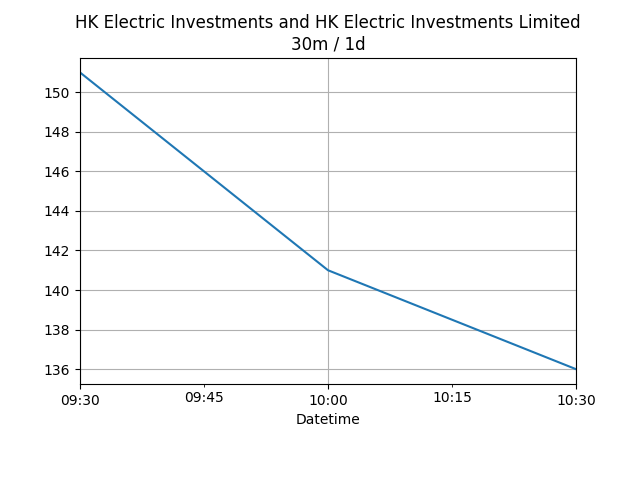 HK Electric Investments and HK Electric Investments Limited
30m / 1d
150
148
146
144
142
140
138
136
09:30 09:45 10:00 10:15 10:30
Datetime